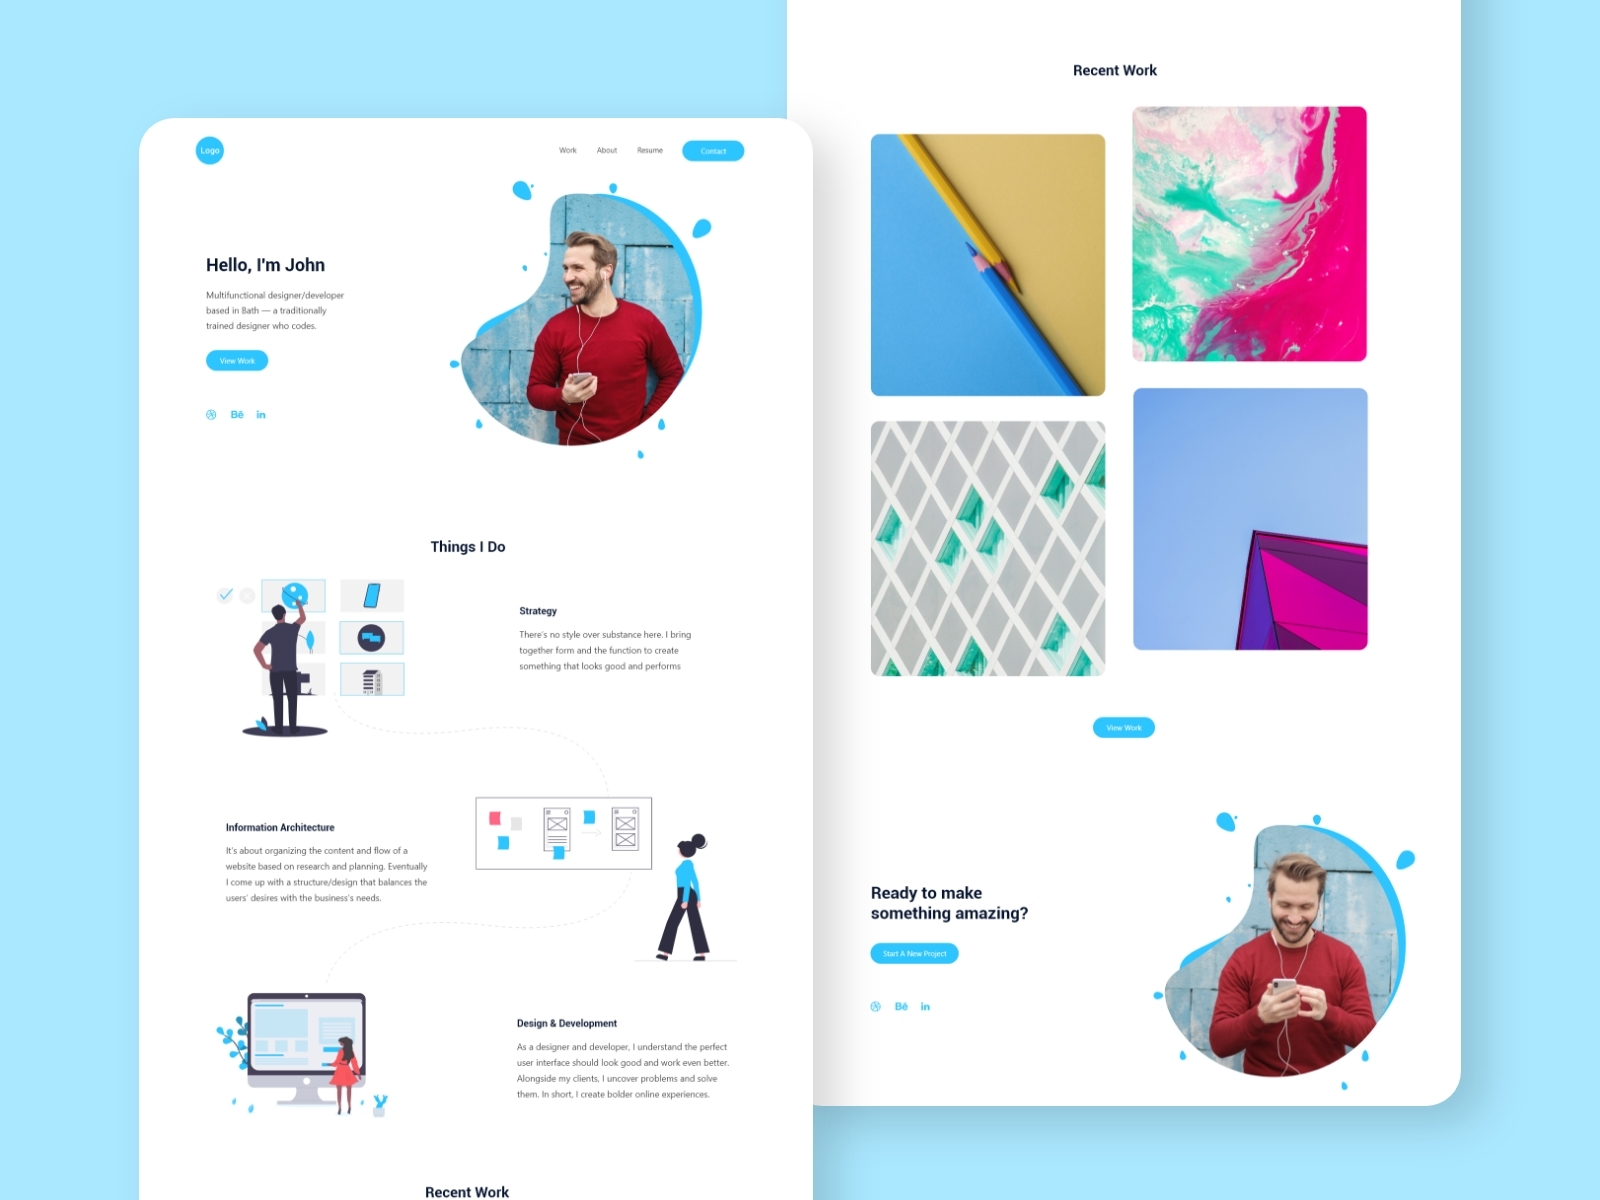 Logo
Work
About
Resume
Contact
Hello, I'm John
Multifunctional designer/developer
based in Bath — a traditionally
trained designer who codes.
View Work
Bē
in
Things I Do
Strategy
There's no style over substance here. I bring
together form and the function to create
something that looks good and performs
Information Architecture
It's about organizing the content and flow of a
website based on research and planning. Eventually
I come up with a structure/design that balances the
users' desires with the business's needs.
Design & Development
As a designer and developer, I understand the perfect
user interface should look good and work even better.
Alongside my clients, I uncover problems and solve
them. In short, I create bolder online experiences.
Recent Work
Recent Work
View Work
Ready to make
something amazing?
Start A New Project
Bē
in